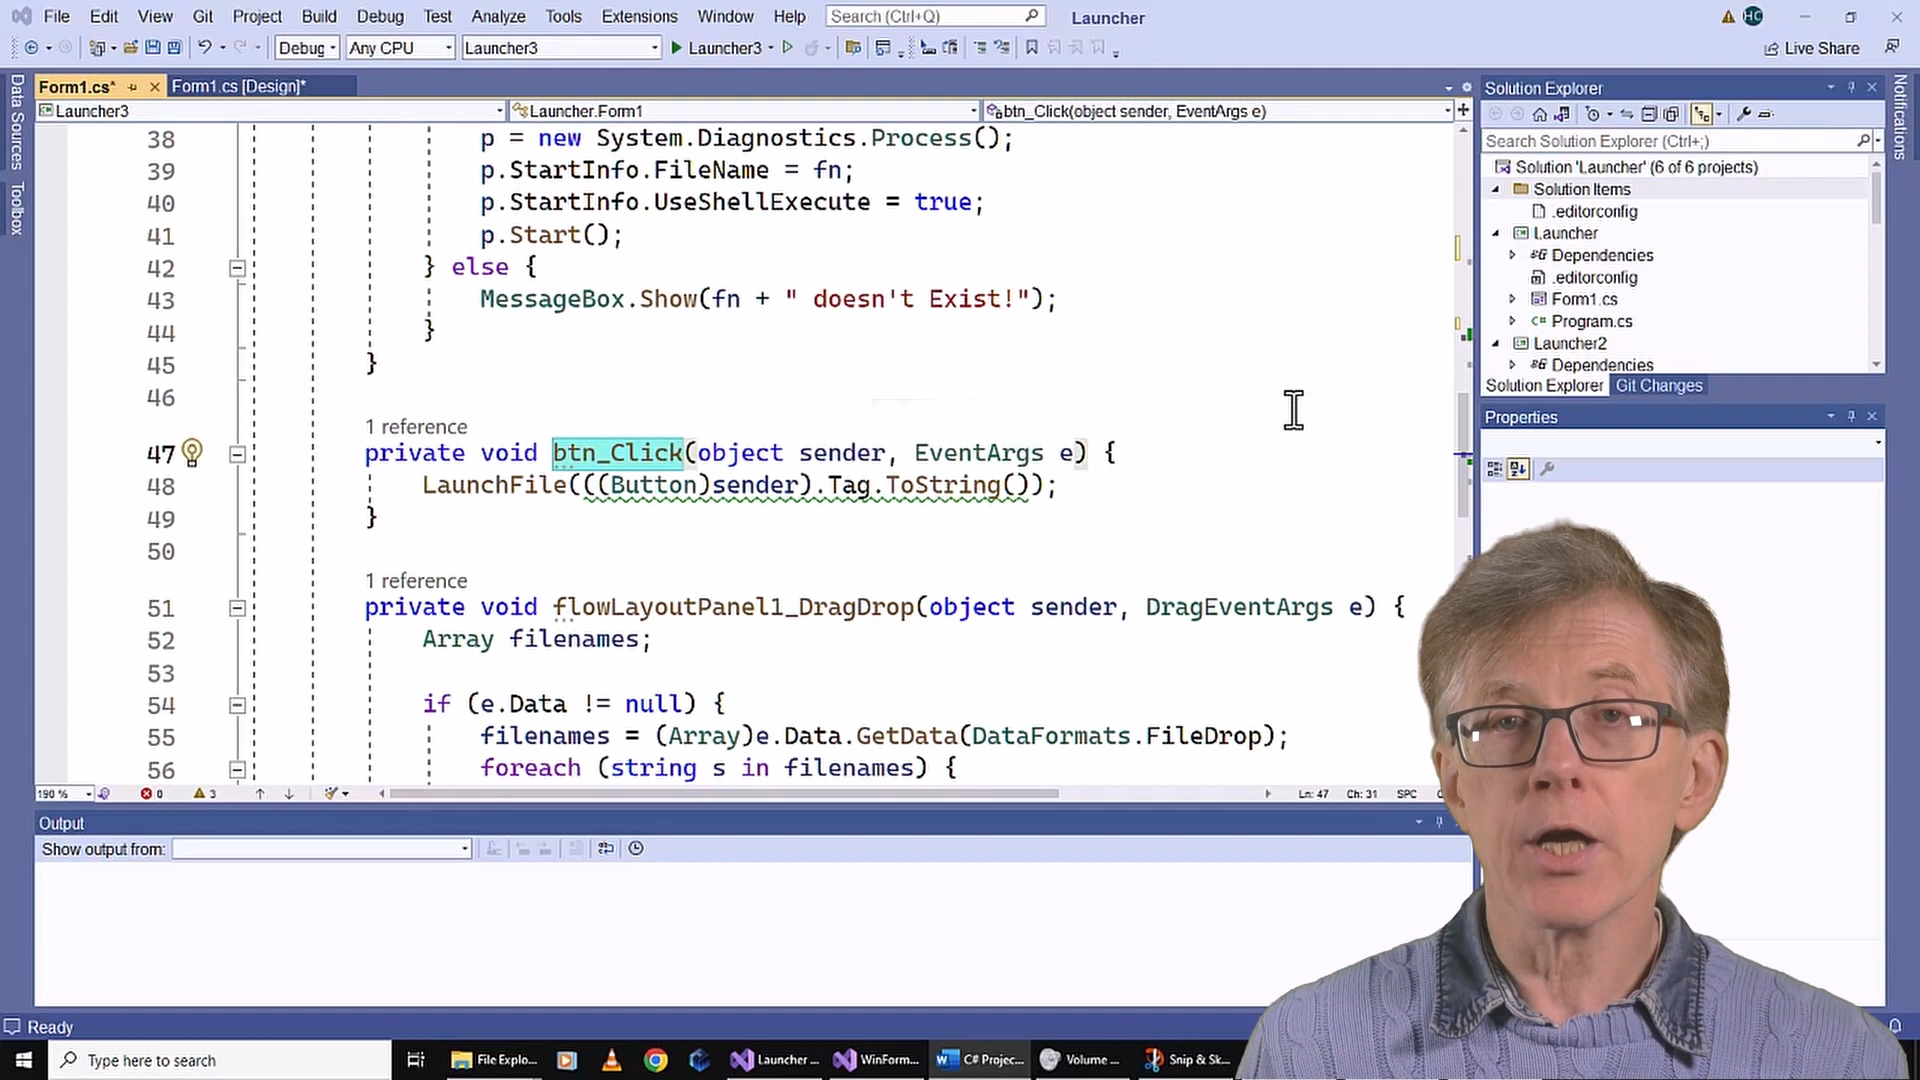 File Edit View Git Project Build Debug Test Analyze Tools Extensions Window Help Search (Ctrl+Q) Launcher HC
Debug Any CPU Launcher3 Launcher3 Live Share
Data Sources
Toolbox
Notifications
Form1.cs* Form1.cs [Design]*
Launcher3 Launcher.Form1 btn_Click(object sender, EventArgs e)
38 p = new System.Diagnostics.Process();
39 p.StartInfo.FileName = fn;
40 p.StartInfo.UseShellExecute = true;
41 p.Start();
42 } else {
43 MessageBox.Show(fn + " doesn't Exist!");
44 }
45 }
46
1 reference
47 private void btn_Click(object sender, EventArgs e) {
48 LaunchFile(((Button)sender).Tag.ToString());
49 }
50
1 reference
51 private void flowLayoutPanel1_DragDrop(object sender, DragEventArgs e) {
52 Array filenames;
53
54 if (e.Data != null) {
55 filenames = (Array)e.Data.GetData(DataFormats.FileDrop);
56 foreach (string s in filenames) {
190 % 0 3 Ln: 47 Ch: 31 SPC
Solution Explorer
Search Solution Explorer (Ctrl+;)
Solution 'Launcher' (6 of 6 projects)
Solution Items
.editorconfig
Launcher
Dependencies
.editorconfig
Form1.cs
C# Program.cs
Launcher2
Dependencies
Solution Explorer Git Changes
Properties
Output
Show output from:
Ready
Type here to search File Explo... Launcher ... WinForm... C# Projec... Volume ... Snip & Sk...